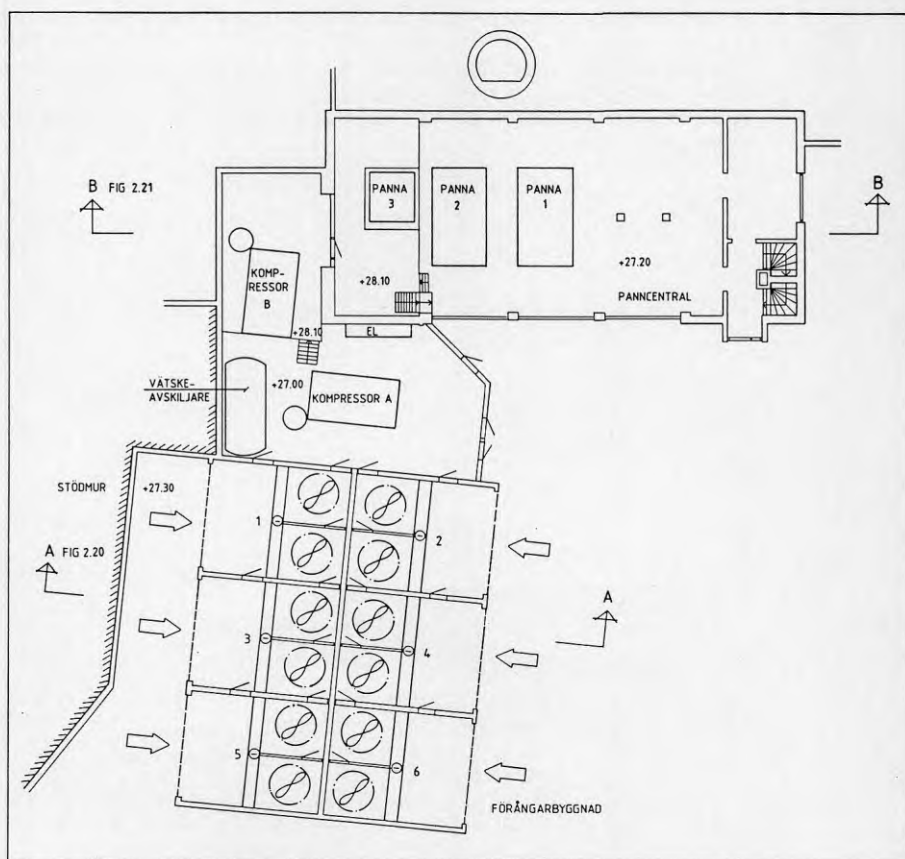 B FIG 2.21
B
PANNA
3
PANNA
2
PANNA
1
+27.20
+28.10
PANNCENTRAL
KOMP-
RESSOR
B
+28.10
EL
VÄTSKE-
AVSKILJARE
+27.00
KOMPRESSOR A
STÖDMUR
+27.30
1
2
A FIG 2.20
A
3
4
5
6
FÖRÅNGARBYGGNAD